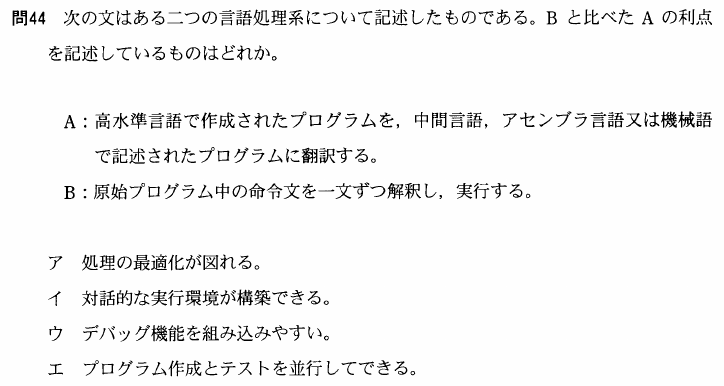 問44 次の文はある二つの言語処理系について記述したものである。B と比べた A の利点
を記述しているものはどれか。
A：高水準言語で作成されたプログラムを，中間言語，アセンブラ言語又は機械語
で記述されたプログラムに翻訳する。
B：原始プログラム中の命令文を一文ずつ解釈し，実行する。
ア 処理の最適化が図れる。
イ 対話的な実行環境が構築できる。
ウ デバッグ機能を組み込みやすい。
エ プログラム作成とテストを並行してできる。